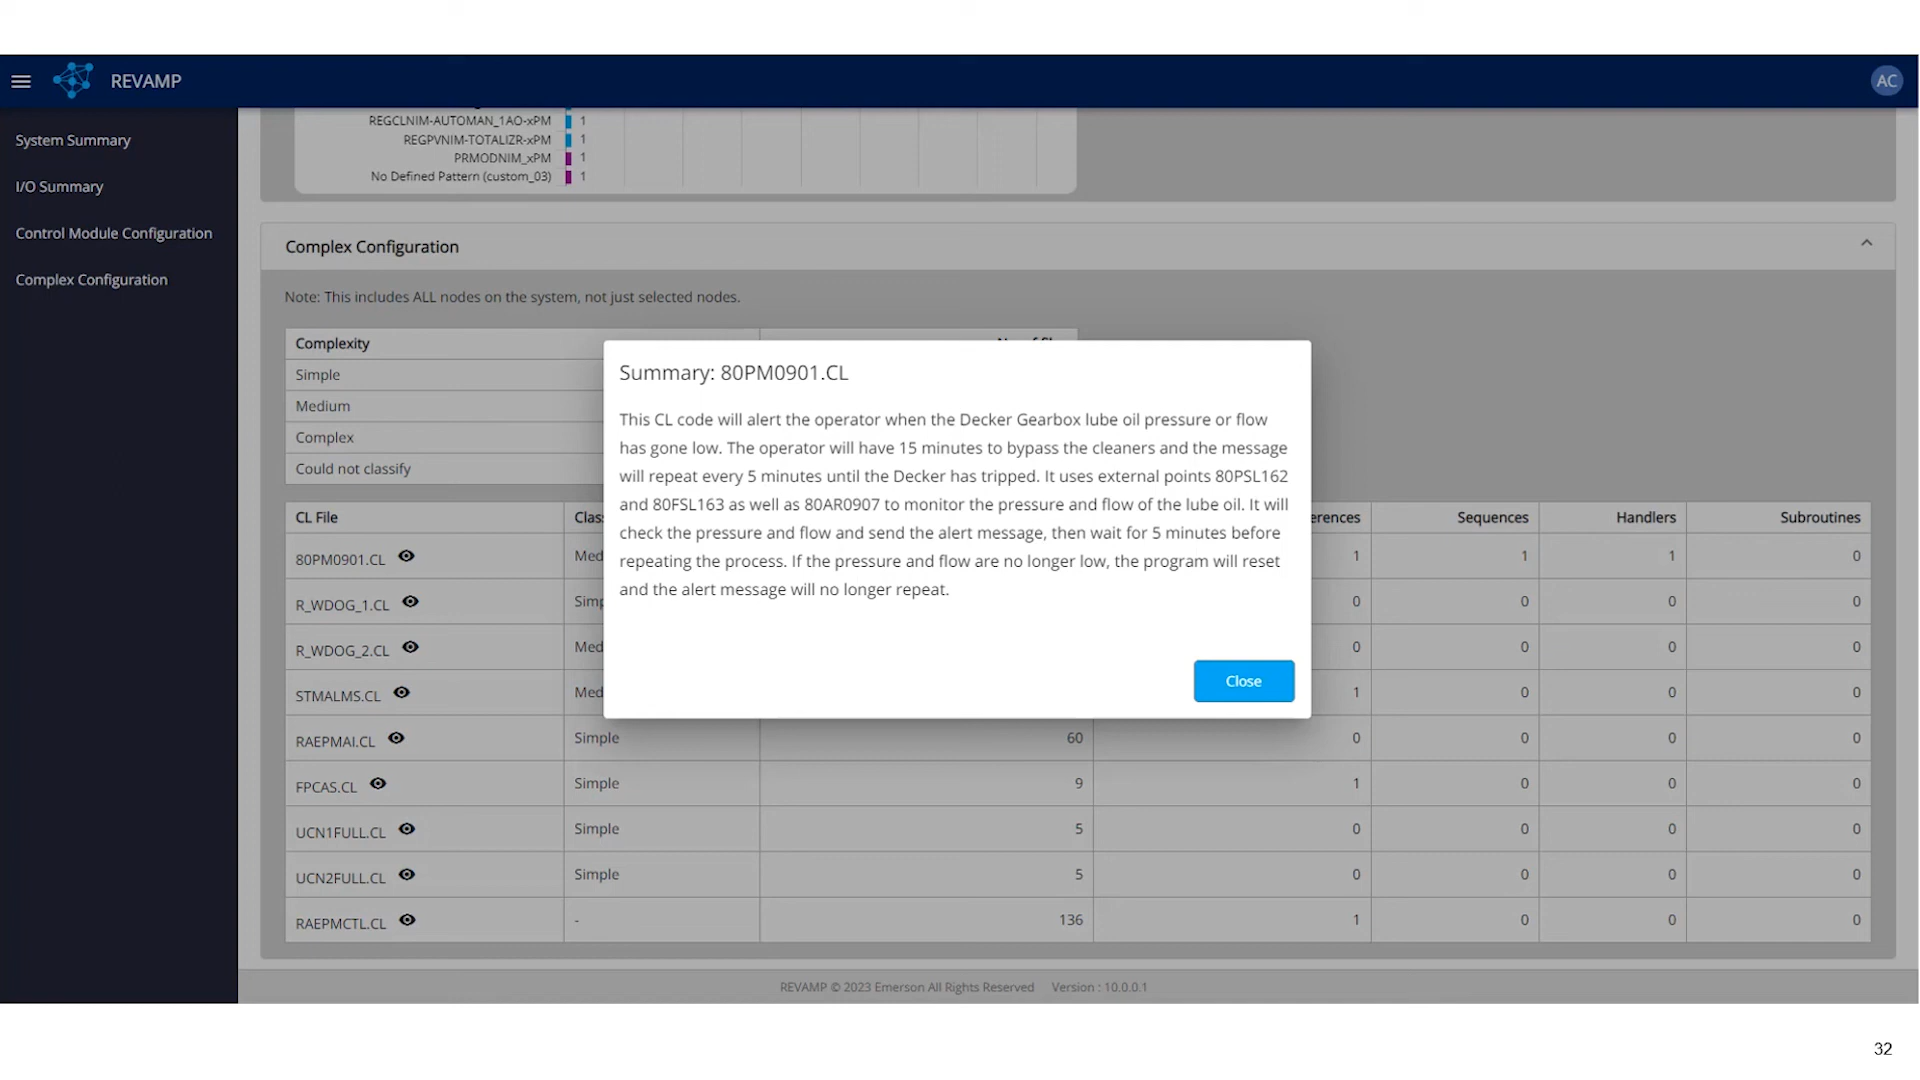 REVAMP
AC
System Summary
I/O Summary
Control Module Configuration
Complex Configuration
REGCLNIM-AUTOMAN_1AO-xPM 1
REGPVNIM-TOTALIZR-xPM 1
PRMODNIM_xPM 1
No Defined Pattern (custom_03) 1
Complex Configuration
Note: This includes ALL nodes on the system, not just selected nodes.
Complexity
Simple
Medium
Complex
Could not classify
Summary: 80PM0901.CL
This CL code will alert the operator when the Decker Gearbox lube oil pressure or flow
has gone low. The operator will have 15 minutes to bypass the cleaners and the message
will repeat every 5 minutes until the Decker has tripped. It uses external points 80PSL162
and 80FSL163 as well as 80AR0907 to monitor the pressure and flow of the lube oil. It will
check the pressure and flow and send the alert message, then wait for 5 minutes before
repeating the process. If the pressure and flow are no longer low, the program will reset
and the alert message will no longer repeat.
Close
CL File Clas erences Sequences Handlers Subroutines
80PM0901.CL Med 1 1 1 0
R_WDOG_1.CL Simp 0 0 0 0
R_WDOG_2.CL Med 0 0 0 0
STMALMS.CL Med 1 0 0 0
RAEPMAI.CL Simple 60 0 0 0 0
FPCAS.CL Simple 9 1 0 0 0
UCN1FULL.CL Simple 5 0 0 0 0
UCN2FULL.CL Simple 5 0 0 0 0
RAEPMCTL.CL - 136 1 0 0 0
REVAMP © 2023 Emerson All Rights Reserved Version : 10.0.0.1
32